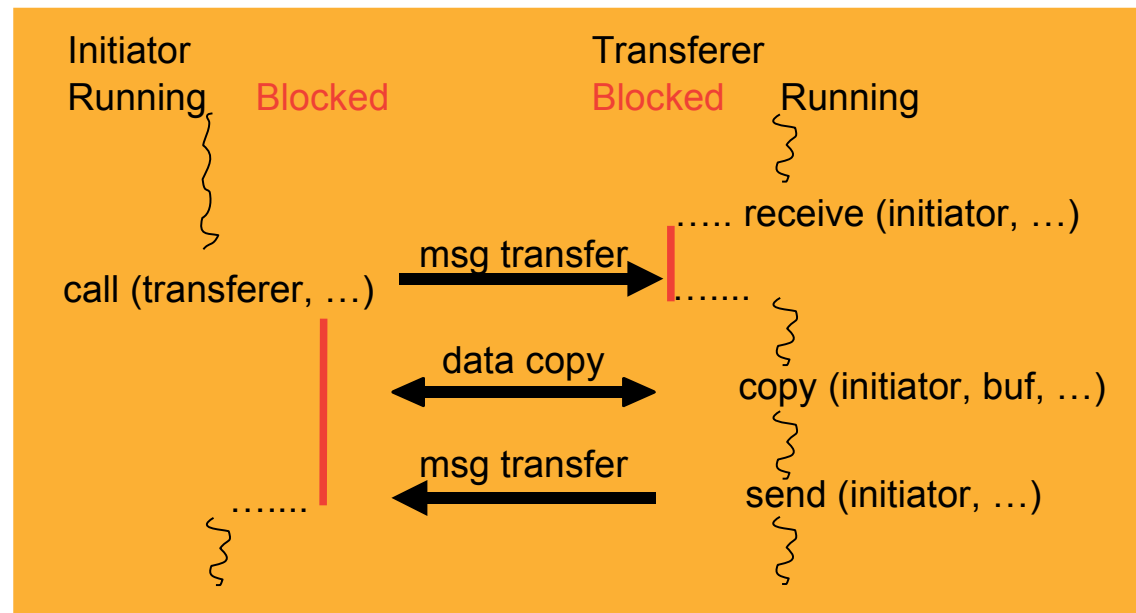 Initiator
Transferer
Running Blocked
Blocked Running
….. receive (initiator, …)
msg transfer
call (transferer, …)
…....
data copy
copy (initiator, buf, …)
msg transfer
send (initiator, …)
…....